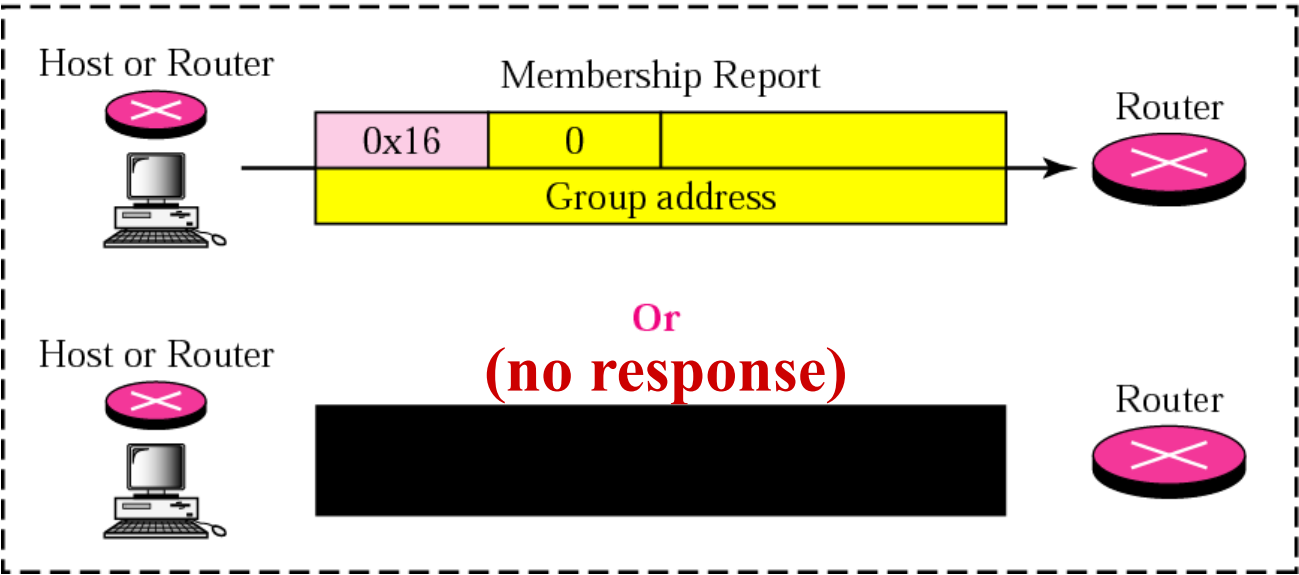 Host or Router
Membership Report
Router
0x16
0
Group address
Or
(no response)
Host or Router
Router